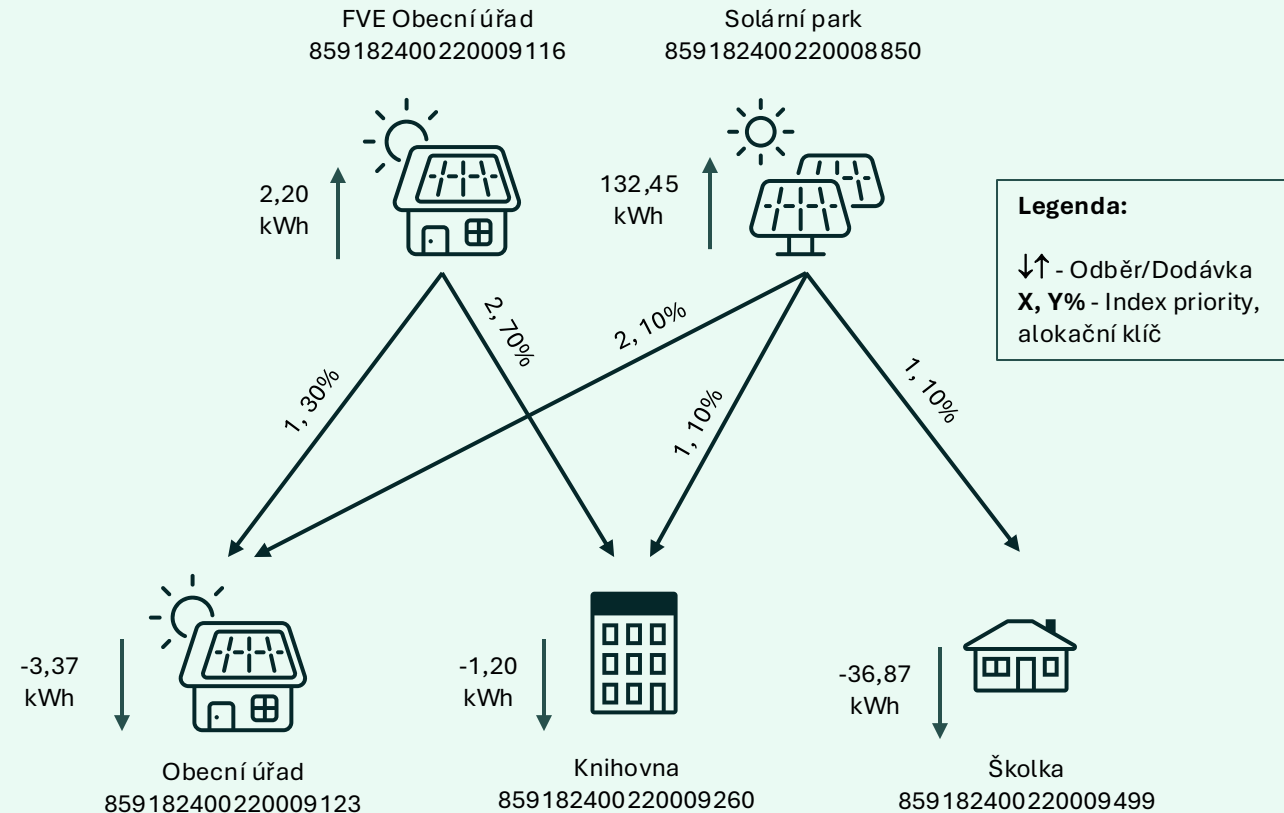 FVE Obecní úřad
859182400220009116
Solární park
859182400220008850
2,20
kWh
132,45
kWh
Legenda:
↓↑ - Odběr/Dodávka
X, Y% - Index priority,
alokační klíč
1, 30%
2, 70%
2, 10%
1, 10%
1, 10%
-3,37
kWh
-1,20
kWh
-36,87
kWh
Obecní úřad
859182400220009123
Knihovna
859182400220009260
Školka
859182400220009499